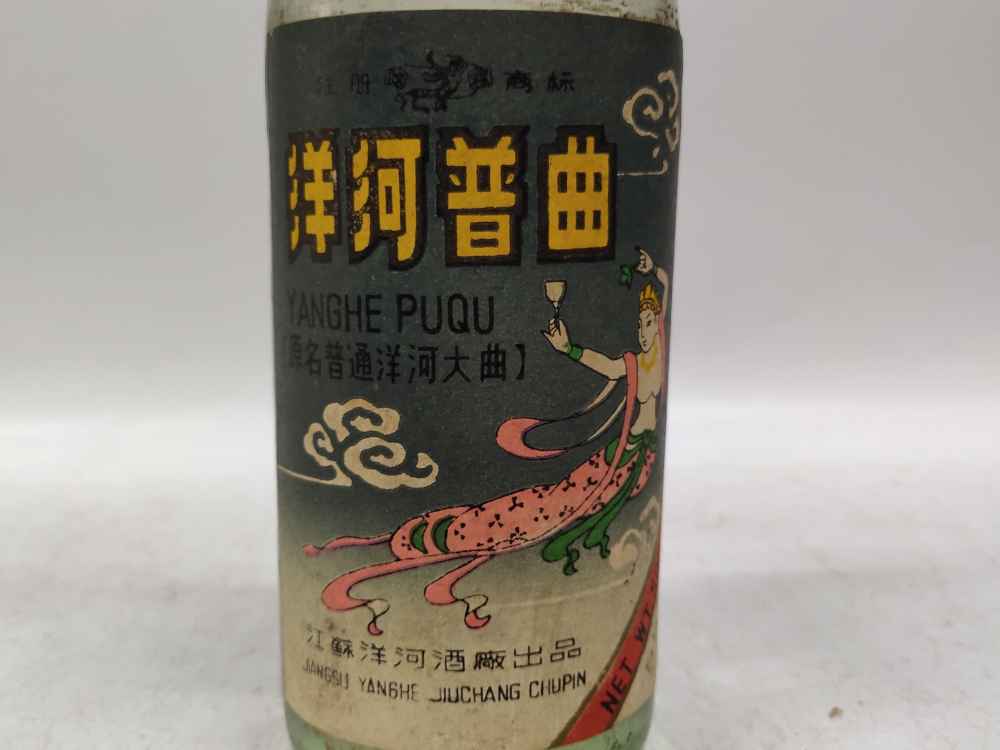 注册 商标
洋河普曲
YANGHE PUQU
【原名普通洋河大曲】
江蘇洋河酒廠出品
JIANGSU YANGHE JIUCHANG CHUPIN
NET WT